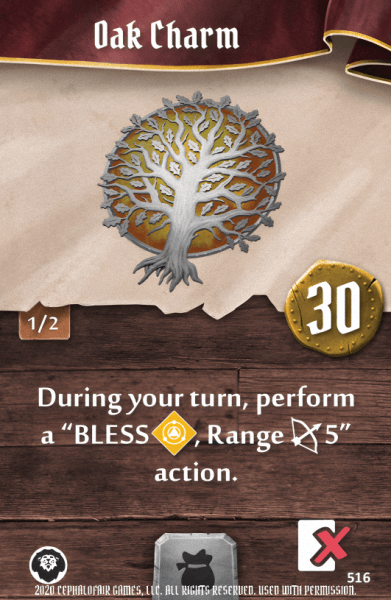 Oak Charm
30
1/2
During your turn, perform
a “BLESS , Range 5”
action.
516
2020 CEPHALOFAIR GAMES, LLC. ALL RIGHTS RESERVED. USED WITH PERMISSION.